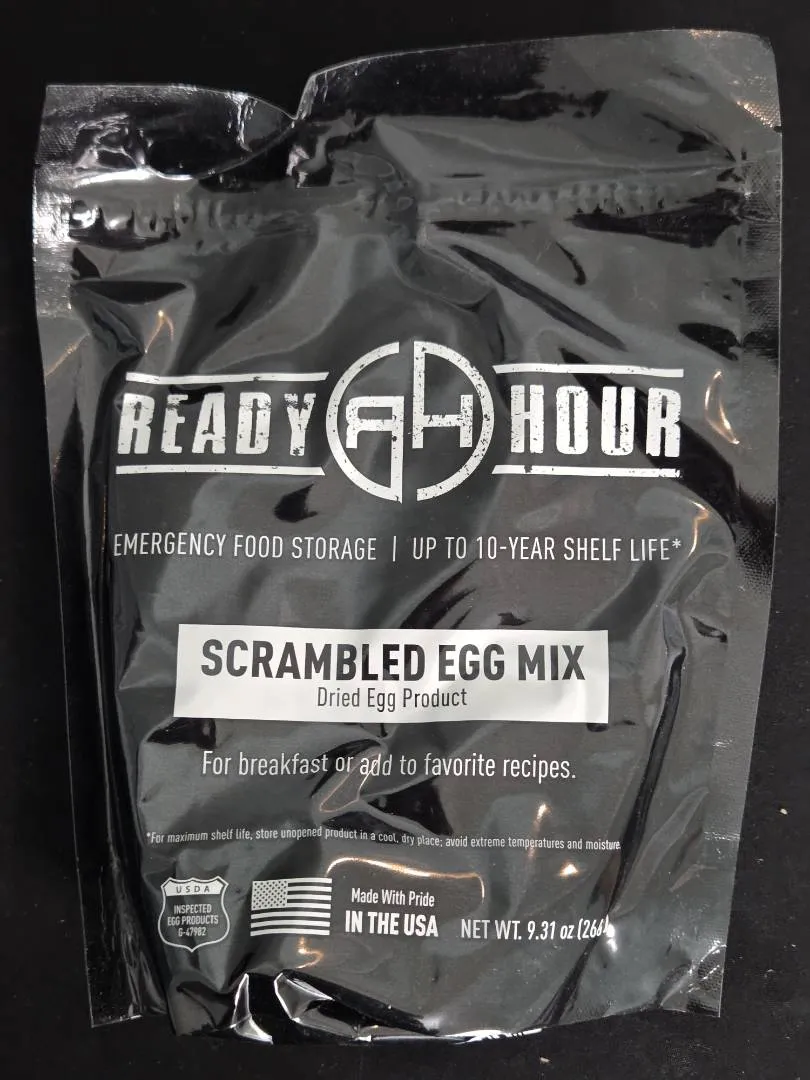 READY RH HOUR
EMERGENCY FOOD STORAGE | UP TO 10-YEAR SHELF LIFE*
SCRAMBLED EGG MIX
Dried Egg Product
For breakfast or add to favorite recipes.
*For maximum shelf life, store unopened product in a cool, dry place; avoid extreme temperatures and moisture
USDA
INSPECTED
EGG PRODUCTS
G-47982
Made With Pride
IN THE USA
NET WT. 9.31 oz